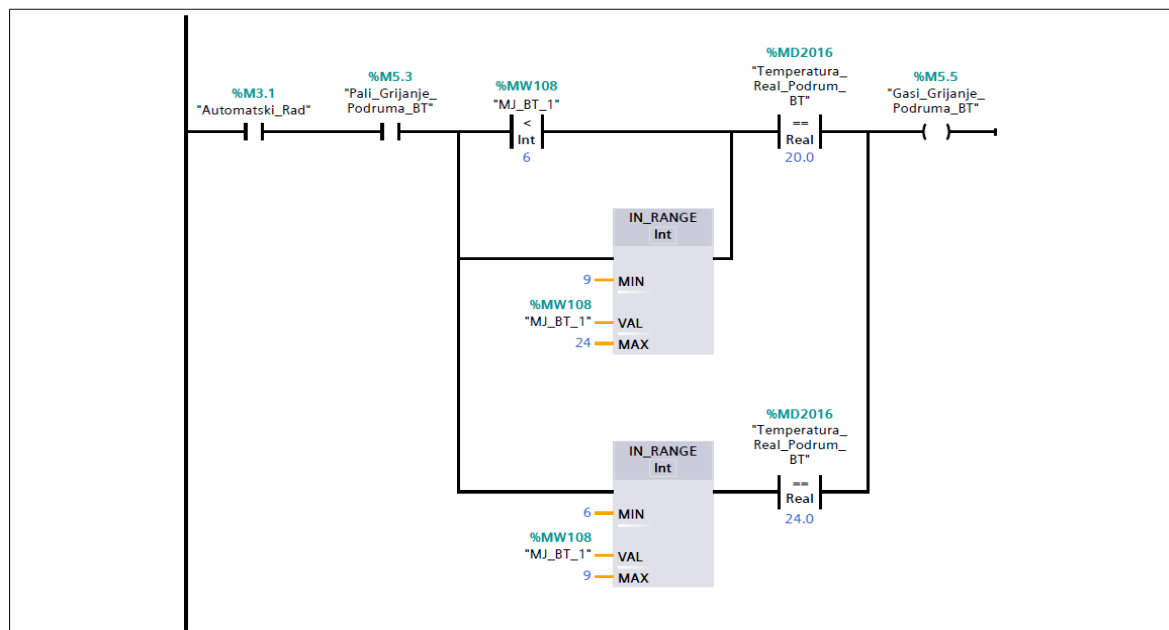 %M3.1
"Automatski_Rad"
%M5.3
"Pali_Grijanje_
Podruma_BT"
%MW108
"MJ_BT_1"
<
Int
6
%MD2016
"Temperatura_
Real_Podrum_
BT"
==
Real
20.0
%M5.5
"Gasi_Grijanje_
Podruma_BT"
IN_RANGE
Int
9 MIN
%MW108
"MJ_BT_1" VAL
24 MAX
IN_RANGE
Int
6 MIN
%MW108
"MJ_BT_1" VAL
9 MAX
%MD2016
"Temperatura_
Real_Podrum_
BT"
==
Real
24.0